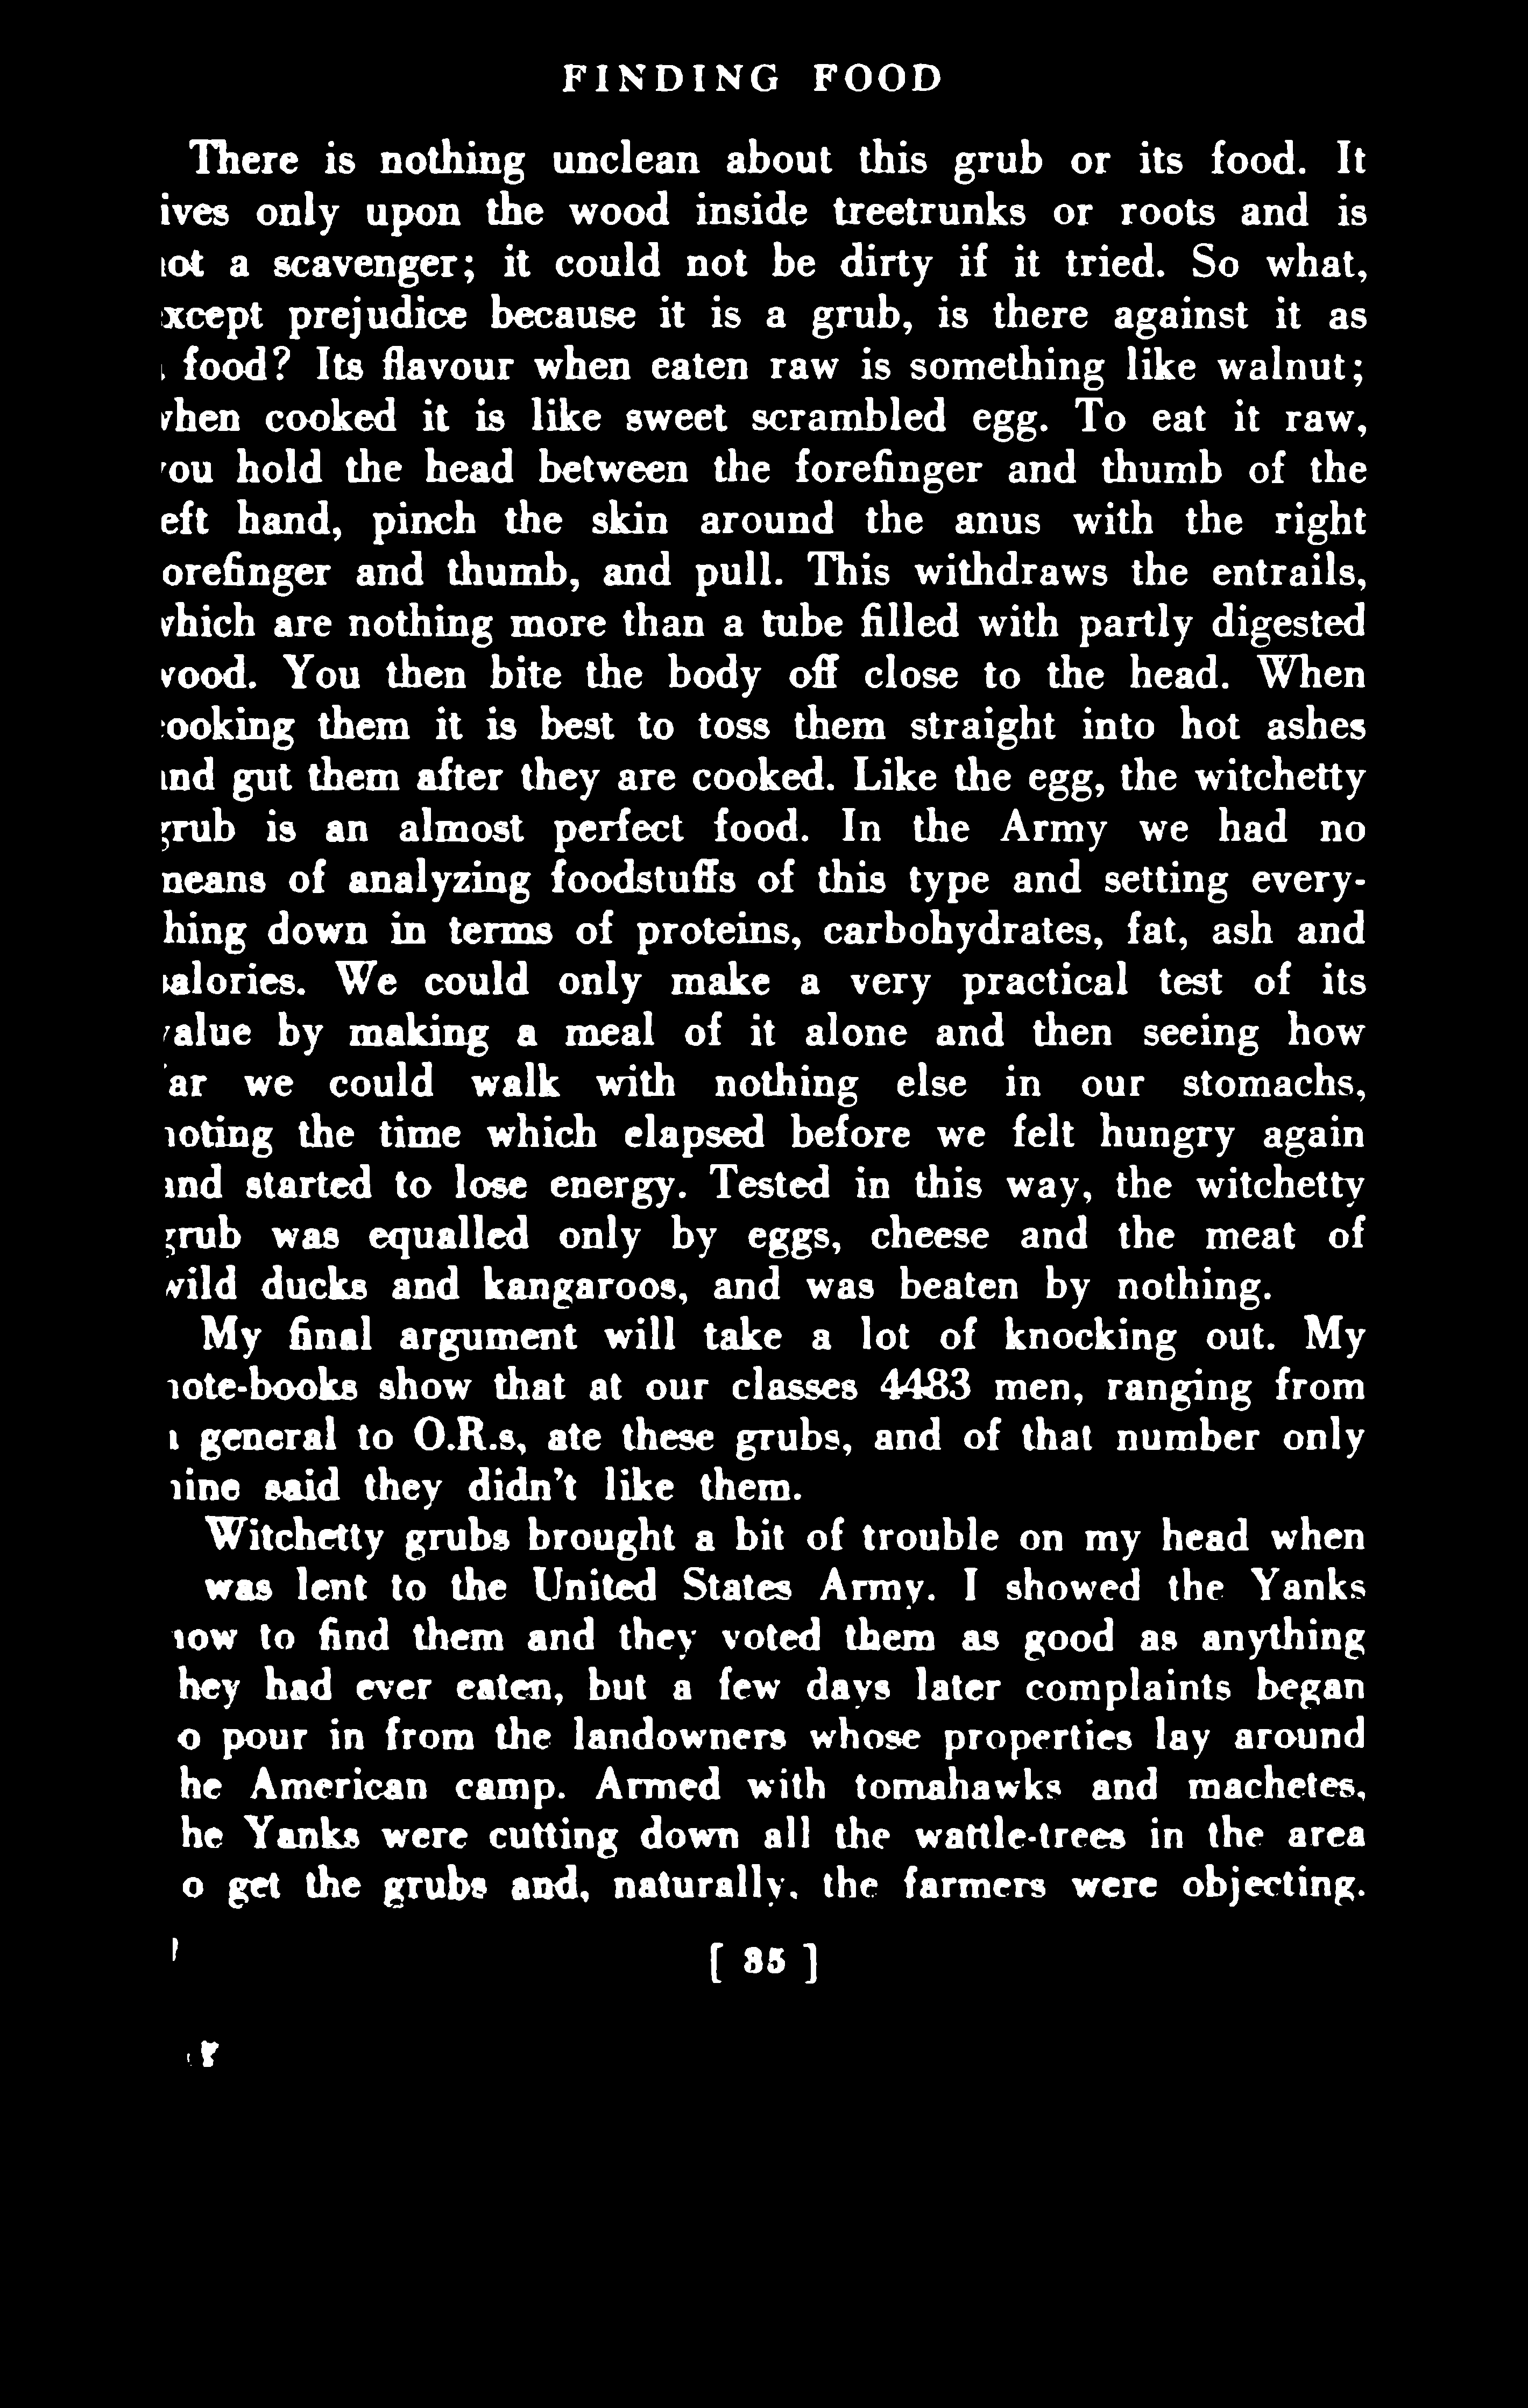 FINDING FOOD
There is nothing unclean about this grub or its food. It
ives only upon the wood inside treetrunks or roots and is
ot a scavenger; it could not be dirty if it tried. So what,
xcept prejudice because it is a grub, is there against it as
food? Its flavour when eaten raw is something like walnut;
hen cooked it is like sweet scrambled egg. To eat it raw,
ou hold the head between the forefinger and thumb of the
eft hand, pinch the skin around the anus with the right
orefinger and thumb, and pull. This withdraws the entrails,
hich are nothing more than a tube filled with partly digested
ood. You then bite the body off close to the head. When
ooking them it is best to toss them straight into hot ashes
nd gut them after they are cooked. Like the egg, the witchetty
grub is an almost perfect food. In the Army we had no
neans of analyzing foodstuffs of this type and setting every-
hing down in terms of proteins, carbohydrates, fat, ash and
alories. We could only make a very practical test of its
alue by making a meal of it alone and then seeing how
ar we could walk with nothing else in our stomachs,
oting the time which elapsed before we felt hungry again
nd started to lose energy. Tested in this way, the witchetty
grub was equalled only by eggs, cheese and the meat of
wild ducks and kangaroos, and was beaten by nothing.
My final argument will take a lot of knocking out. My
ote-books show that at our classes 4483 men, ranging from
general to O.R.s, ate these grubs, and of that number only
ine said they didn't like them.
Witchetty grubs brought a bit of trouble on my head when
was lent to the United States Army. I showed the Yanks
ow to find them and they voted them as good as anything
hey had ever eaten, but a few days later complaints began
o pour in from the landowners whose properties lay around
he American camp. Armed with tomahawks and machetes,
he Yanks were cutting down all the wattle-trees in the area
o get the grubs and, naturally, the farmers were objecting.
[ 85 ]